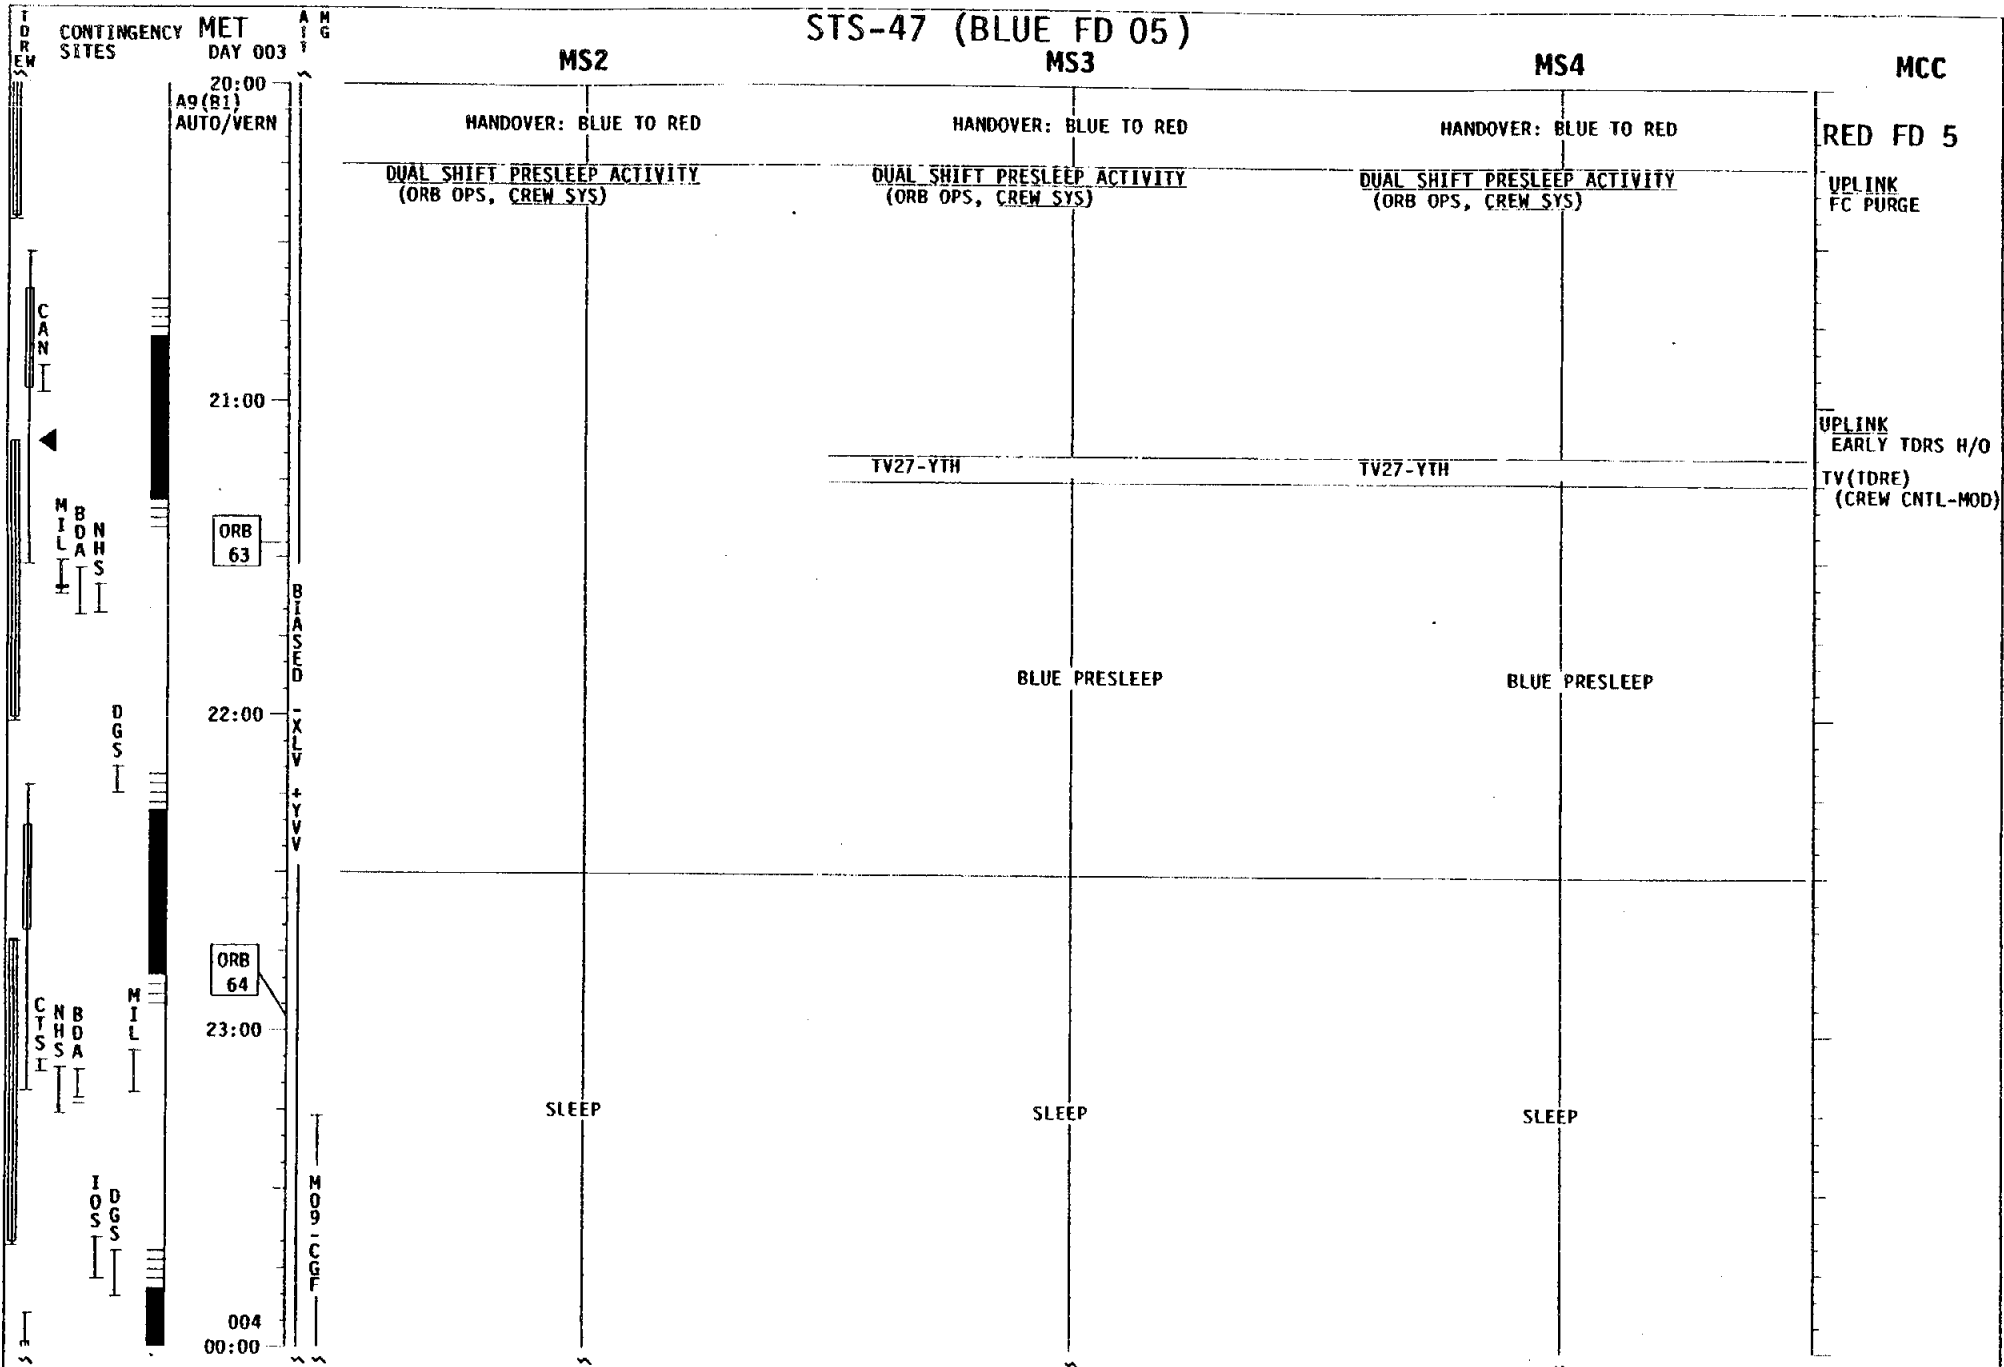 STS-47 (BLUE FD 05)
TDRE W
CONTINGENCY SITES
MET
DAY 003
ATT
MG
MS2
MS3
MS4
MCC
20:00
A9(B1)
AUTO/VERN
HANDOVER: BLUE TO RED
HANDOVER: BLUE TO RED
HANDOVER: BLUE TO RED
RED FD 5
DUAL SHIFT PRESLEEP ACTIVITY
(ORB OPS, CREW SYS)
DUAL SHIFT PRESLEEP ACTIVITY
(ORB OPS, CREW SYS)
DUAL SHIFT PRESLEEP ACTIVITY
(ORB OPS, CREW SYS)
UPLINK
FC PURGE
CAN
21:00
UPLINK
EARLY TDRS H/O
TV27-YTH
TV27-YTH
TV(TDRE)
(CREW CNTL-MOD)
MIL
BDA
NHS
ORB
63
BIASED -XLV +YVV
BLUE PRESLEEP
BLUE PRESLEEP
DGS
22:00
ORB
64
CTS
NHS
BDA
MIL
23:00
SLEEP
SLEEP
SLEEP
IOS
DGS
M09-CGF
004
00:00